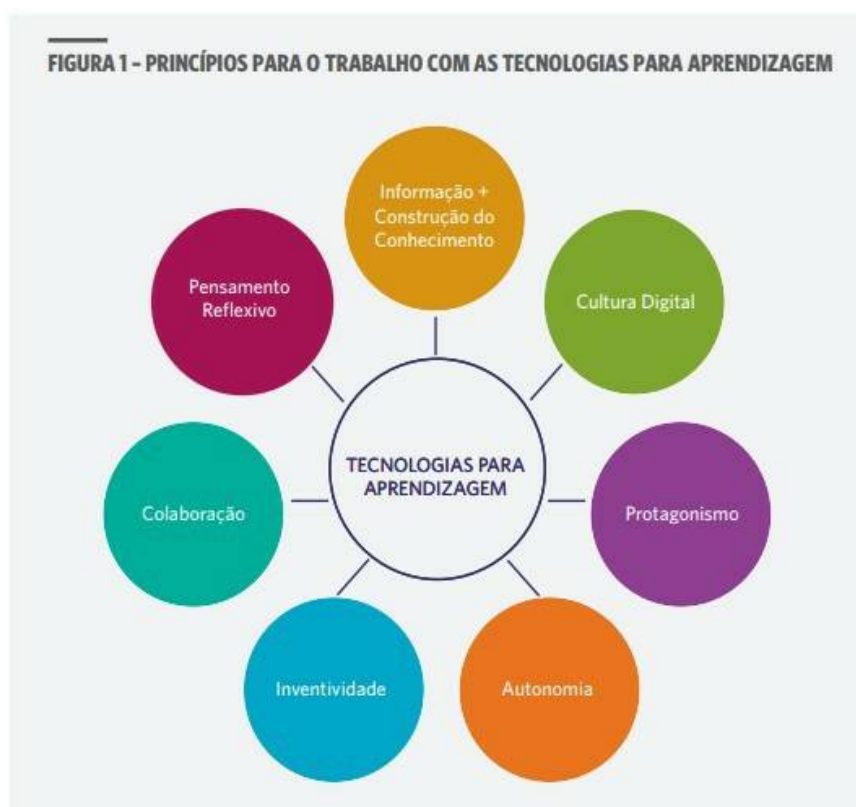 FIGURA 1 – PRINCÍPIOS PARA O TRABALHO COM AS TECNOLOGIAS PARA APRENDIZAGEM
Informação +
Construção do
Conhecimento
Pensamento
Reflexivo
Cultura Digital
TECNOLOGIAS PARA
APRENDIZAGEM
Colaboração
Protagonismo
Inventividade
Autonomia